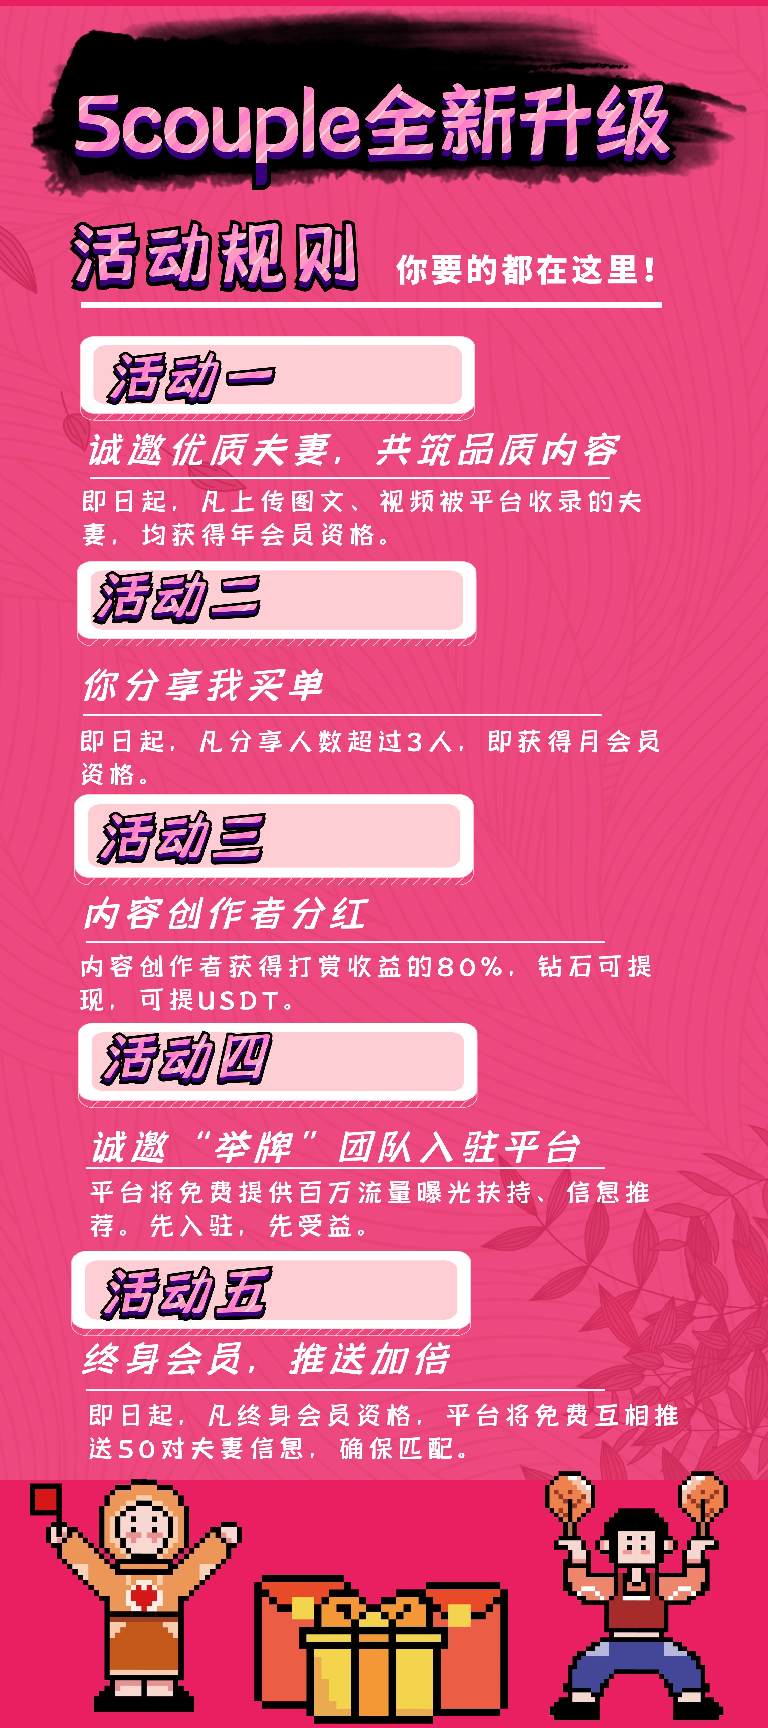 5couple全新升级
活动规则
你要的都在这里!
活动一
诚邀优质夫妻，共筑品质内容
即日起，凡上传图文、视频被平台收录的夫
妻，均获得年会员资格。
活动二
你分享我买单
即日起，凡分享人数超过3人，即获得月会员
资格。
活动三
内容创作者分红
内容创作者获得打赏收益的80%，钻石可提
现，可提USDT。
活动四
诚邀“举牌”团队入驻平台
平台将免费提供百万流量曝光扶持、信息推
荐。先入驻，先受益。
活动五
终身会员，推送加倍
即日起，凡终身会员资格，平台将免费互相推
送50对夫妻信息，确保匹配。